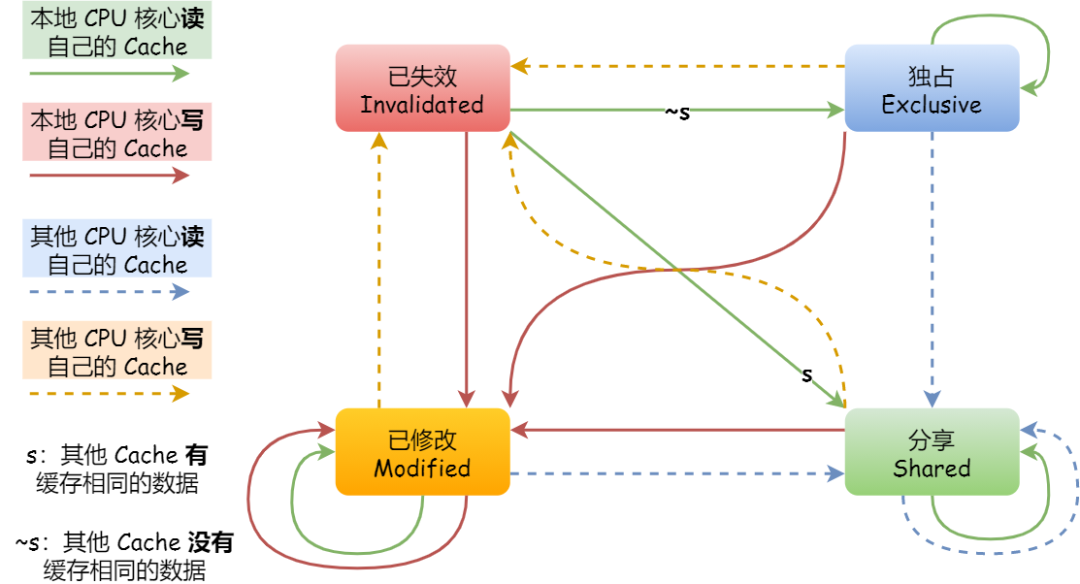 本地 CPU 核心读
自己的 Cache
本地 CPU 核心写
自己的 Cache
其他 CPU 核心读
自己的 Cache
其他 CPU 核心写
自己的 Cache
s：其他 Cache 有
缓存相同的数据
~s：其他 Cache 没有
缓存相同的数据
已失效
Invalidated
~s
独占
Exclusive
s
已修改
Modified
分享
Shared